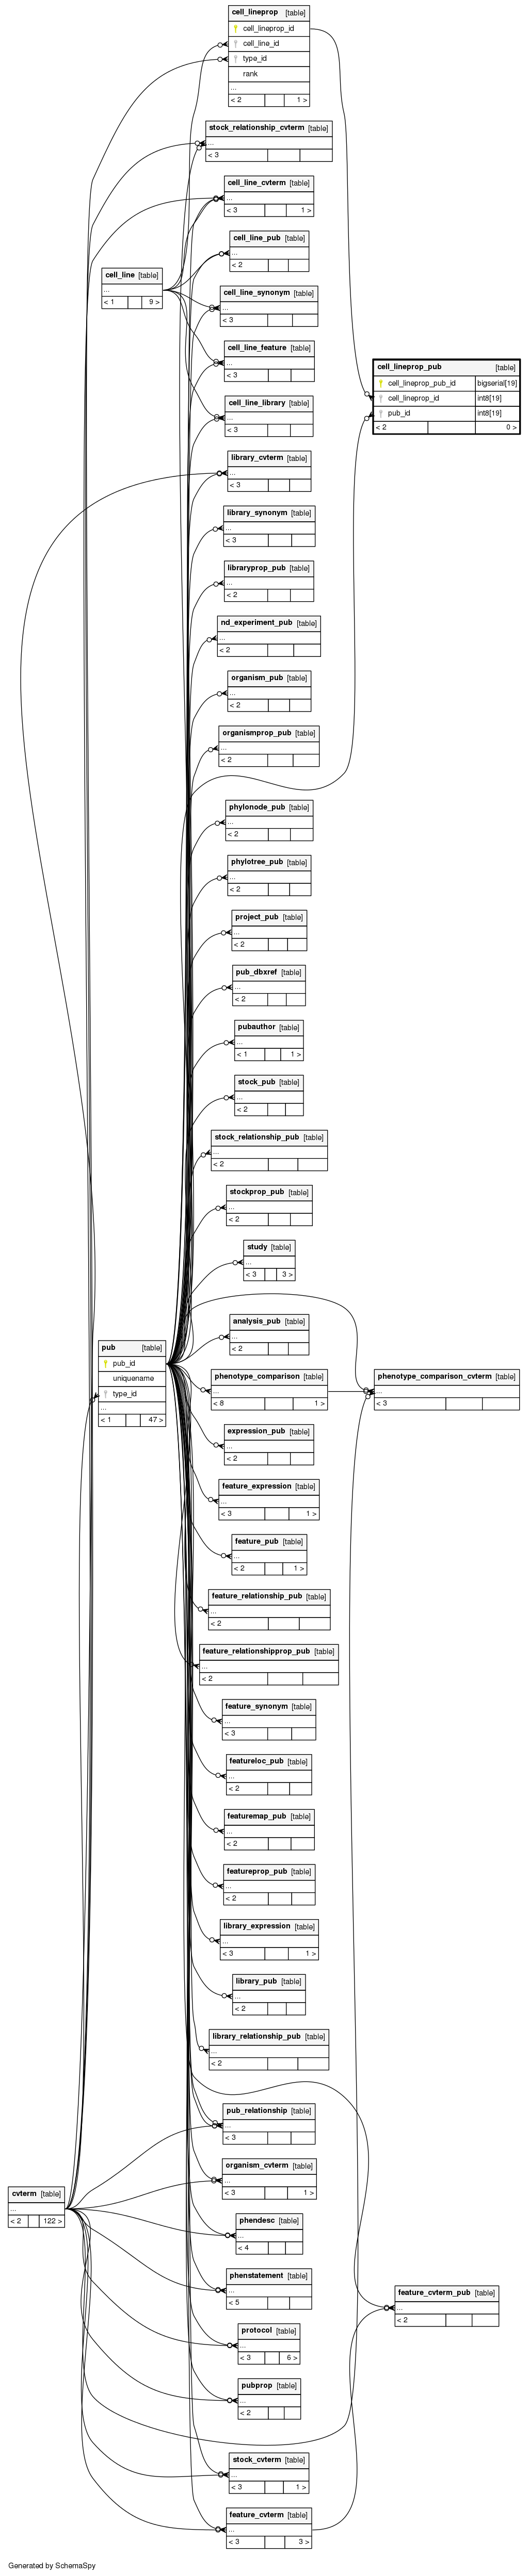 cell_lineprop [table]
cell_lineprop_id
cell_line_id
type_id
rank
...
< 2 1 >
stock_relationship_cvterm [table]
...
< 3
cell_line_cvterm [table]
...
< 3 1 >
cell_line_pub [table]
...
< 2
cell_line [table]
...
< 1 9 >
cell_line_synonym [table]
...
< 3
cell_line_feature [table]
...
< 3
cell_lineprop_pub [table]
cell_lineprop_pub_id bigserial[19]
cell_lineprop_id int8[19]
pub_id int8[19]
< 2 0 >
cell_line_library [table]
...
< 3
library_cvterm [table]
...
< 3
library_synonym [table]
...
< 3
libraryprop_pub [table]
...
< 2
nd_experiment_pub [table]
...
< 2
organism_pub [table]
...
< 2
organismprop_pub [table]
...
< 2
phylonode_pub [table]
...
< 2
phylotree_pub [table]
...
< 2
project_pub [table]
...
< 2
pub_dbxref [table]
...
< 2
pubauthor [table]
...
< 1 1 >
stock_pub [table]
...
< 2
stock_relationship_pub [table]
...
< 2
stockprop_pub [table]
...
< 2
study [table]
...
< 3 3 >
analysis_pub [table]
...
< 2
pub [table]
pub_id
uniquename
type_id
...
< 1 47 >
phenotype_comparison [table]
...
< 8 1 >
phenotype_comparison_cvterm [table]
...
< 3
expression_pub [table]
...
< 2
feature_expression [table]
...
< 3 1 >
feature_pub [table]
...
< 2 1 >
feature_relationship_pub [table]
...
< 2
feature_relationshipprop_pub [table]
...
< 2
feature_synonym [table]
...
< 3
featureloc_pub [table]
...
< 2
featuremap_pub [table]
...
< 2
featureprop_pub [table]
...
< 2
library_expression [table]
...
< 3 1 >
library_pub [table]
...
< 2
library_relationship_pub [table]
...
< 2
pub_relationship [table]
...
< 3
organism_cvterm [table]
...
< 3 1 >
cvterm [table]
...
< 2 122 >
phendesc [table]
...
< 4
phenstatement [table]
...
< 5
feature_cvterm_pub [table]
...
< 2
protocol [table]
...
< 3 6 >
pubprop [table]
...
< 2
stock_cvterm [table]
...
< 3 1 >
feature_cvterm [table]
...
< 3 3 >
Generated by SchemaSpy